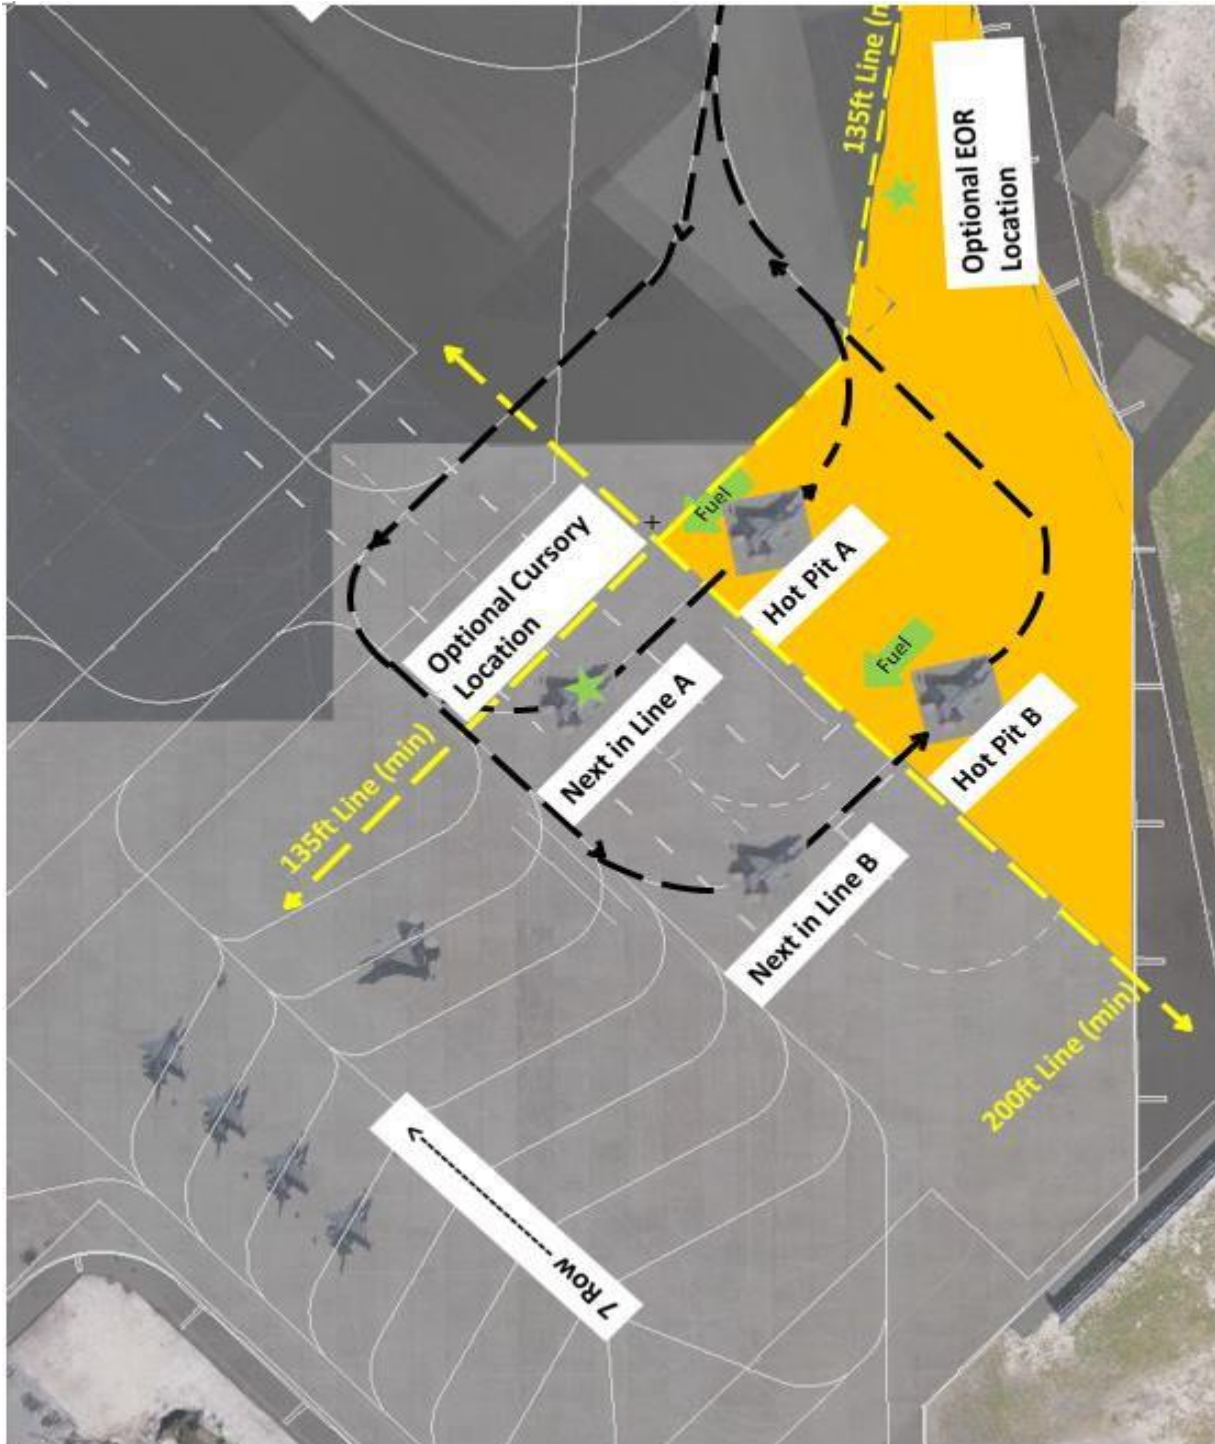 135ft Line (m
Optional EOR
Location
Fuel
Optional Cursory
Location
Hot Pit A
Fuel
Next in Line A
Hot Pit B
135ft Line (min)
Next in Line B
200ft Line (min)
7 Row